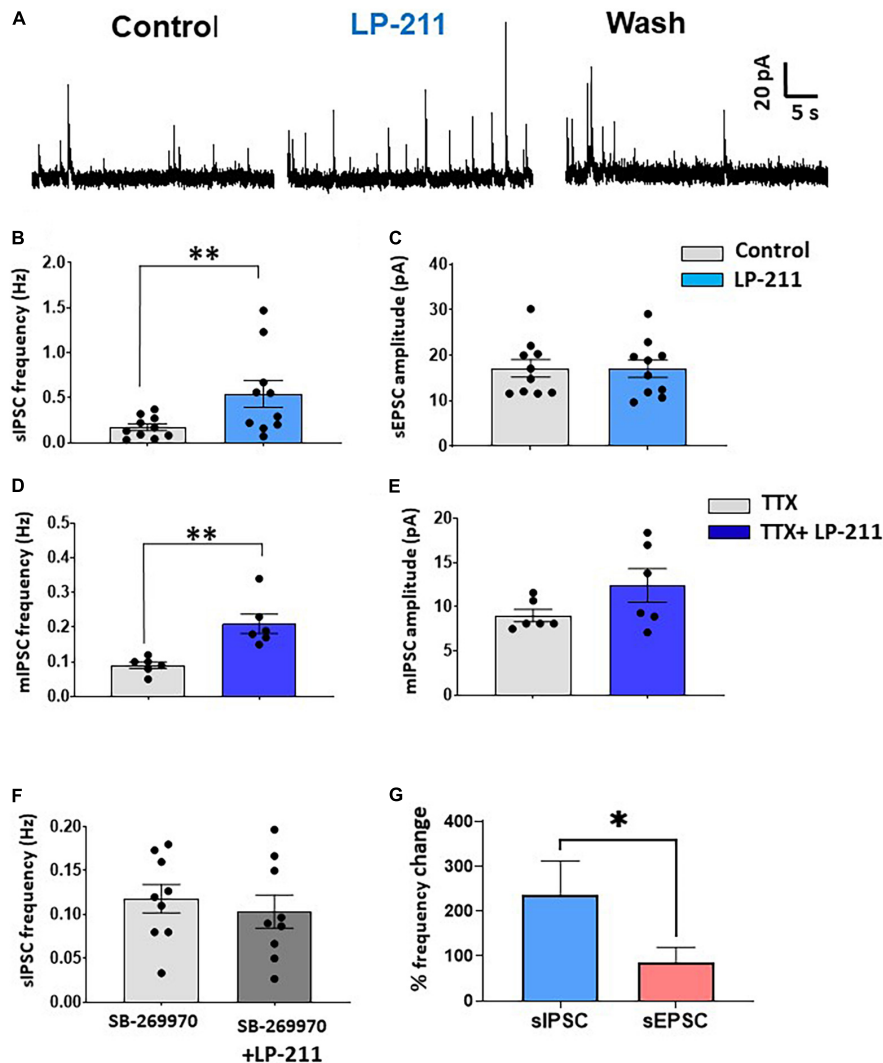 A
Control
LP-211
Wash
20 pA
5 s
B
**
sIPSC frequency (Hz)
2.0
1.5
1.0
0.5
0.0
C
sEPSC amplitude (pA)
40
30
20
10
0
Control
LP-211
D
**
mIPSC frequency (Hz)
0.5
0.4
0.3
0.2
0.1
0.0
E
mIPSC amplitude (pA)
20
15
10
5
0
TTX
TTX+ LP-211
F
sIPSC frequency (Hz)
0.20
0.15
0.10
0.05
0.00
SB-269970
SB-269970
+LP-211
G
*
% frequency change
400
300
200
100
0
sIPSC
sEPSC